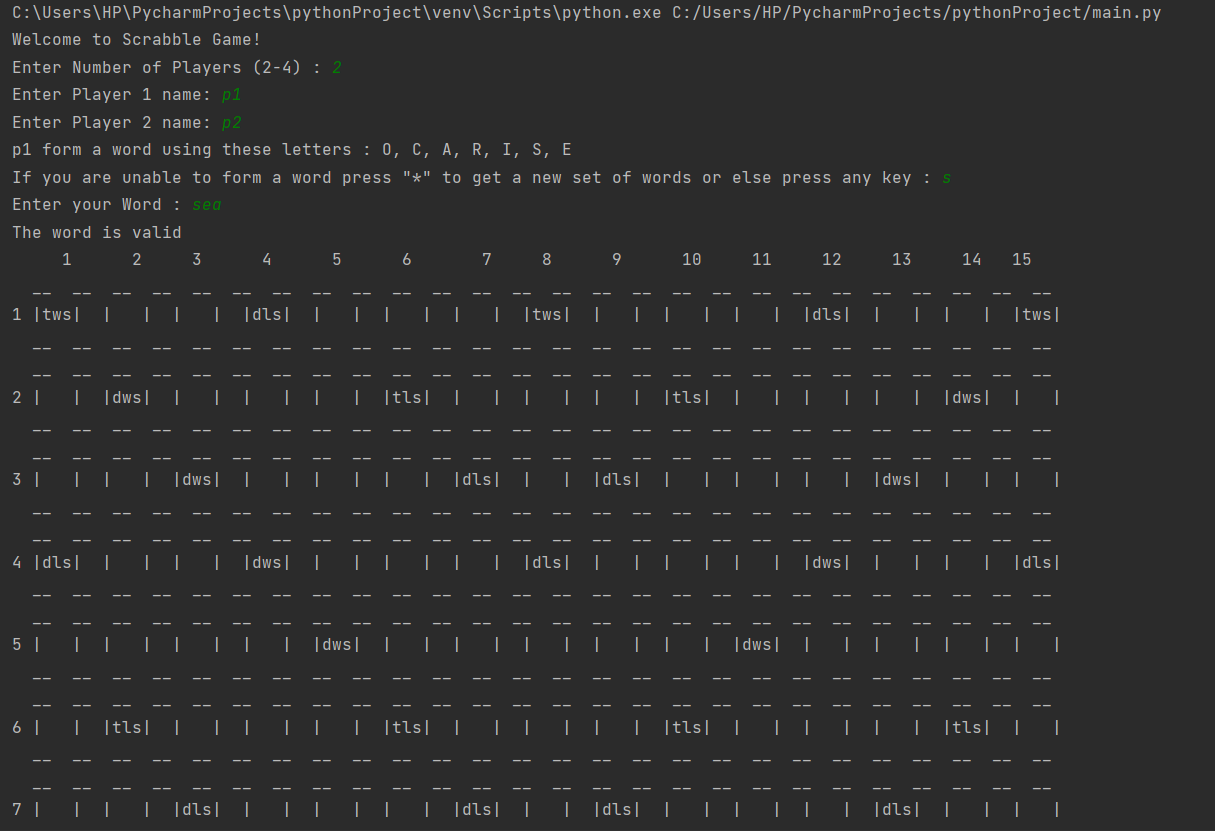 C:\Users\HP\PycharmProjects\pythonProject\venv\Scripts\python.exe C:/Users/HP/PycharmProjects/pythonProject/main.py
Welcome to Scrabble Game!
Enter Number of Players (2-4) : 2
Enter Player 1 name: p1
Enter Player 2 name: p2
p1 form a word using these letters : O, C, A, R, I, S, E
If you are unable to form a word press "*" to get a new set of words or else press any key : s
Enter your Word : sea
The word is valid
     1      2     3      4      5      6       7     8      9      10     11     12     13     14   15
  --  --  --  --  --  --  --  --  --  --  --  --  --  --  --  --  --  --  --  --  --  --  --  --  --  --
1 |tws|  |   |  |   |  |dls|  |   |  |   |  |   |  |tws|  |   |  |   |  |   |  |dls|  |   |  |   |  |tws|
  --  --  --  --  --  --  --  --  --  --  --  --  --  --  --  --  --  --  --  --  --  --  --  --  --  --
  --  --  --  --  --  --  --  --  --  --  --  --  --  --  --  --  --  --  --  --  --  --  --  --  --  --
2 |   |  |dws|  |   |  |   |  |   |  |tls|  |   |  |   |  |   |  |tls|  |   |  |   |  |   |  |dws|  |   |
  --  --  --  --  --  --  --  --  --  --  --  --  --  --  --  --  --  --  --  --  --  --  --  --  --  --
  --  --  --  --  --  --  --  --  --  --  --  --  --  --  --  --  --  --  --  --  --  --  --  --  --  --
3 |   |  |   |  |dws|  |   |  |   |  |   |  |dls|  |   |  |dls|  |   |  |   |  |   |  |dws|  |   |  |   |
  --  --  --  --  --  --  --  --  --  --  --  --  --  --  --  --  --  --  --  --  --  --  --  --  --  --
  --  --  --  --  --  --  --  --  --  --  --  --  --  --  --  --  --  --  --  --  --  --  --  --  --  --
4 |dls|  |   |  |   |  |dws|  |   |  |   |  |   |  |dls|  |   |  |   |  |   |  |dws|  |   |  |   |  |dls|
  --  --  --  --  --  --  --  --  --  --  --  --  --  --  --  --  --  --  --  --  --  --  --  --  --  --
  --  --  --  --  --  --  --  --  --  --  --  --  --  --  --  --  --  --  --  --  --  --  --  --  --  --
5 |   |  |   |  |   |  |   |  |dws|  |   |  |   |  |   |  |   |  |   |  |dws|  |   |  |   |  |   |  |   |
  --  --  --  --  --  --  --  --  --  --  --  --  --  --  --  --  --  --  --  --  --  --  --  --  --  --
  --  --  --  --  --  --  --  --  --  --  --  --  --  --  --  --  --  --  --  --  --  --  --  --  --  --
6 |   |  |tls|  |   |  |   |  |   |  |tls|  |   |  |   |  |   |  |tls|  |   |  |   |  |   |  |tls|  |   |
  --  --  --  --  --  --  --  --  --  --  --  --  --  --  --  --  --  --  --  --  --  --  --  --  --  --
  --  --  --  --  --  --  --  --  --  --  --  --  --  --  --  --  --  --  --  --  --  --  --  --  --  --
7 |   |  |   |  |dls|  |   |  |   |  |   |  |dls|  |   |  |dls|  |   |  |   |  |   |  |dls|  |   |  |   |